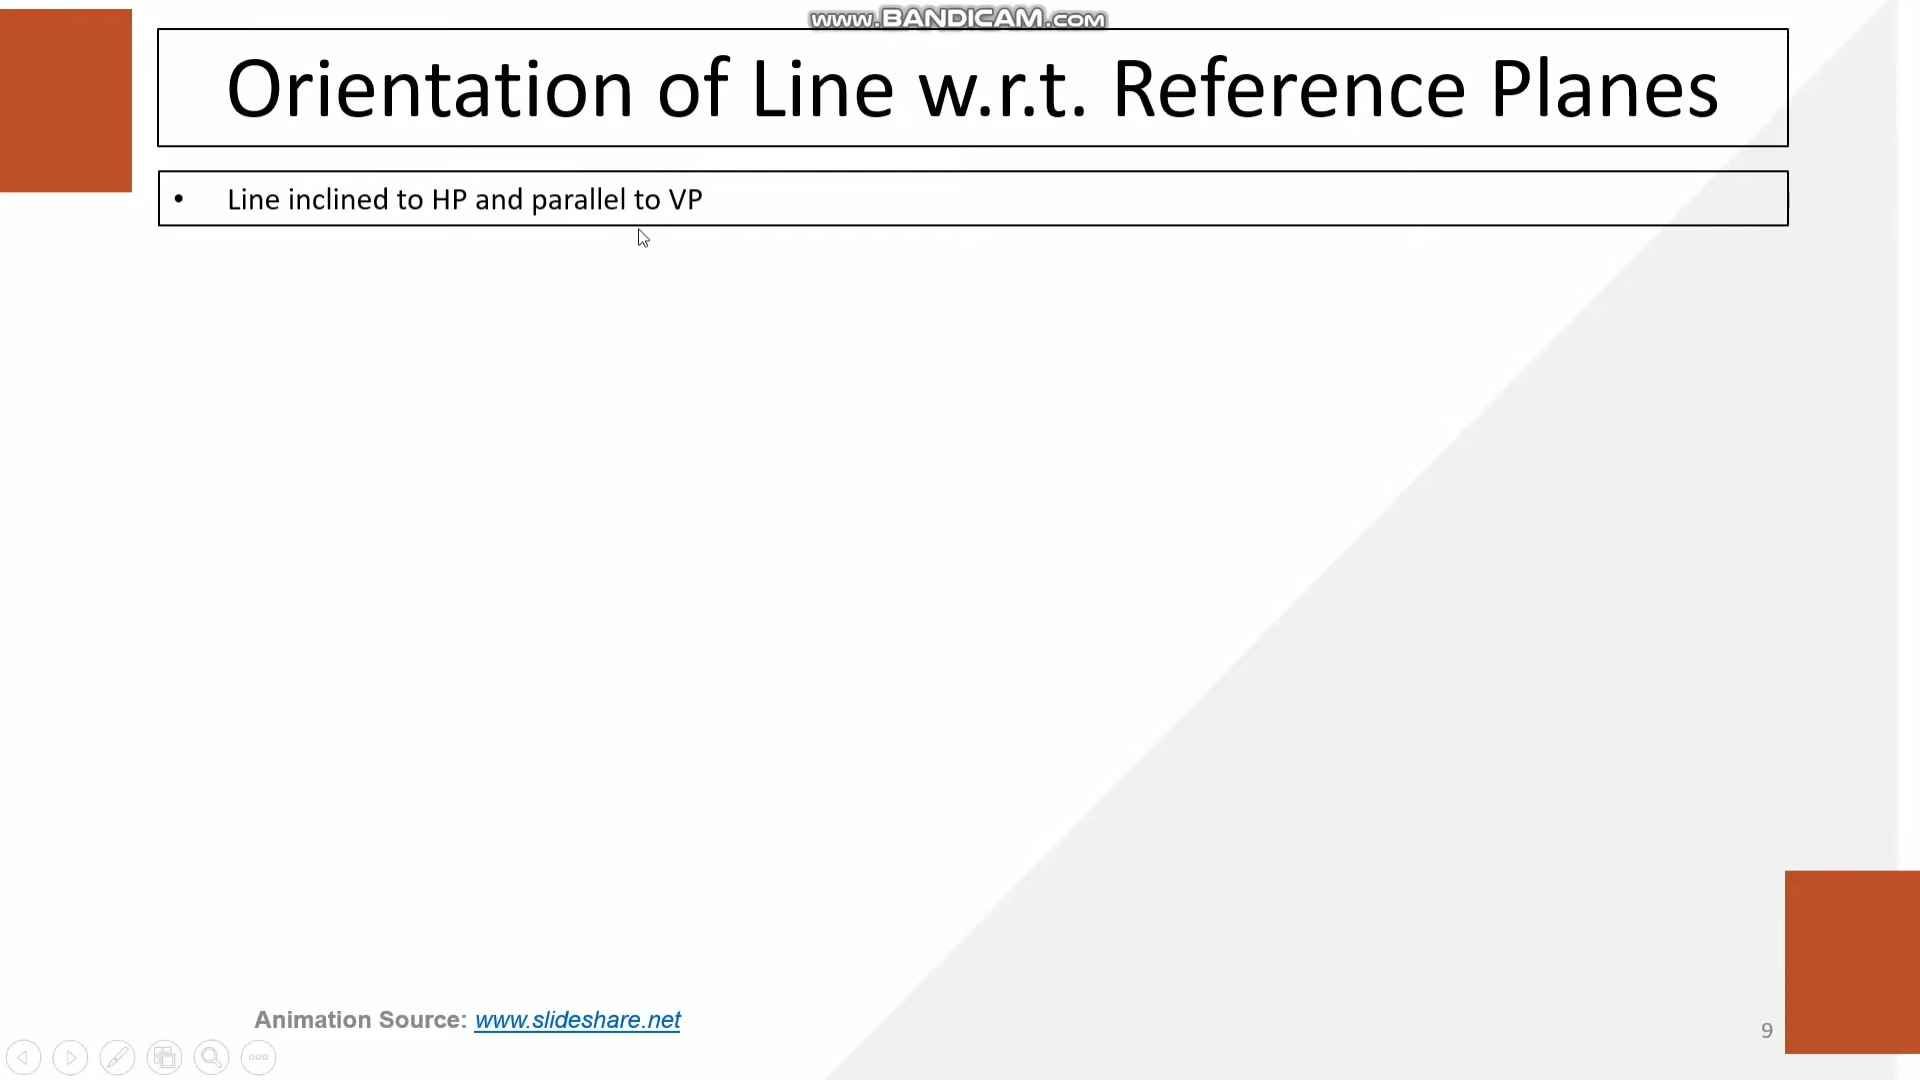 www.BANDICAM.com
Orientation of Line w.r.t. Reference Planes
• Line inclined to HP and parallel to VP
Animation Source: www.slideshare.net
9